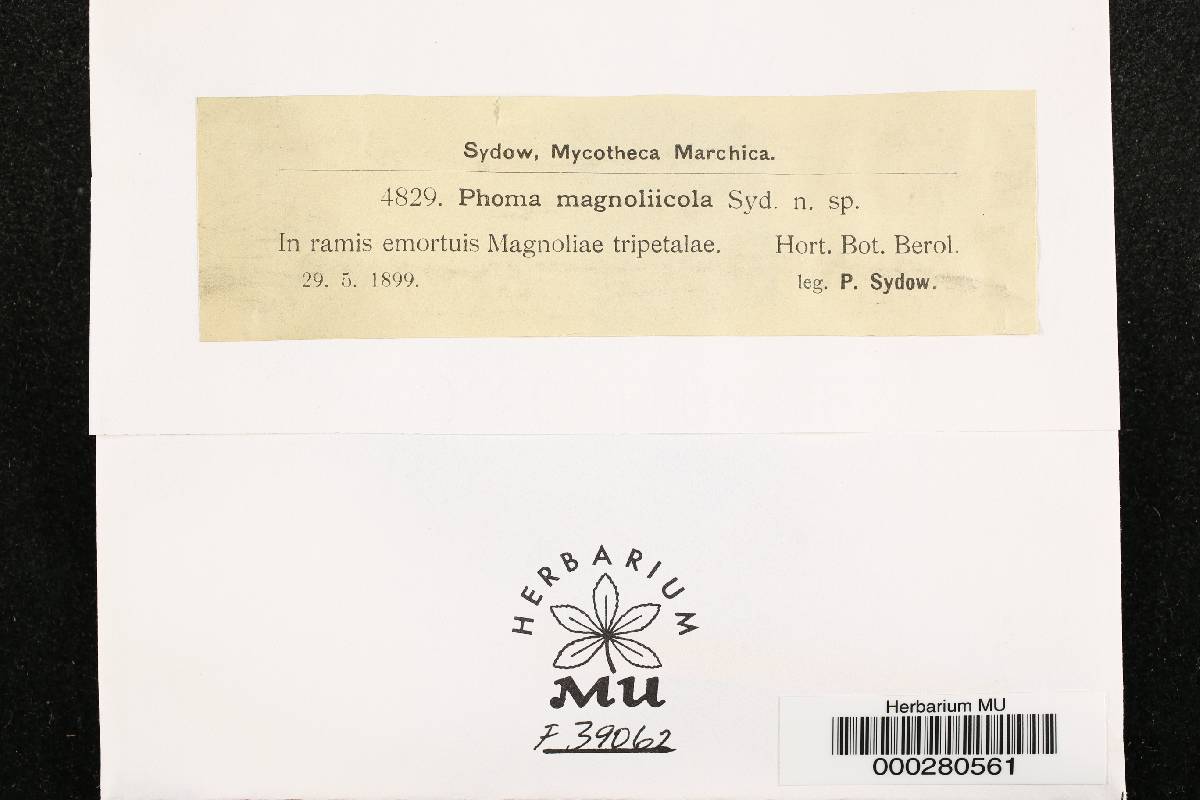 Sydow, Mycotheca Marchica.
4829. Phoma magnoliicola Syd. n. sp.
In ramis emortuis Magnoliae tripetalae. Hort. Bot. Berol.
29. 5. 1899. leg. P. Sydow.
HERBARIUM
MU
F 39062
Herbarium MU
000280561